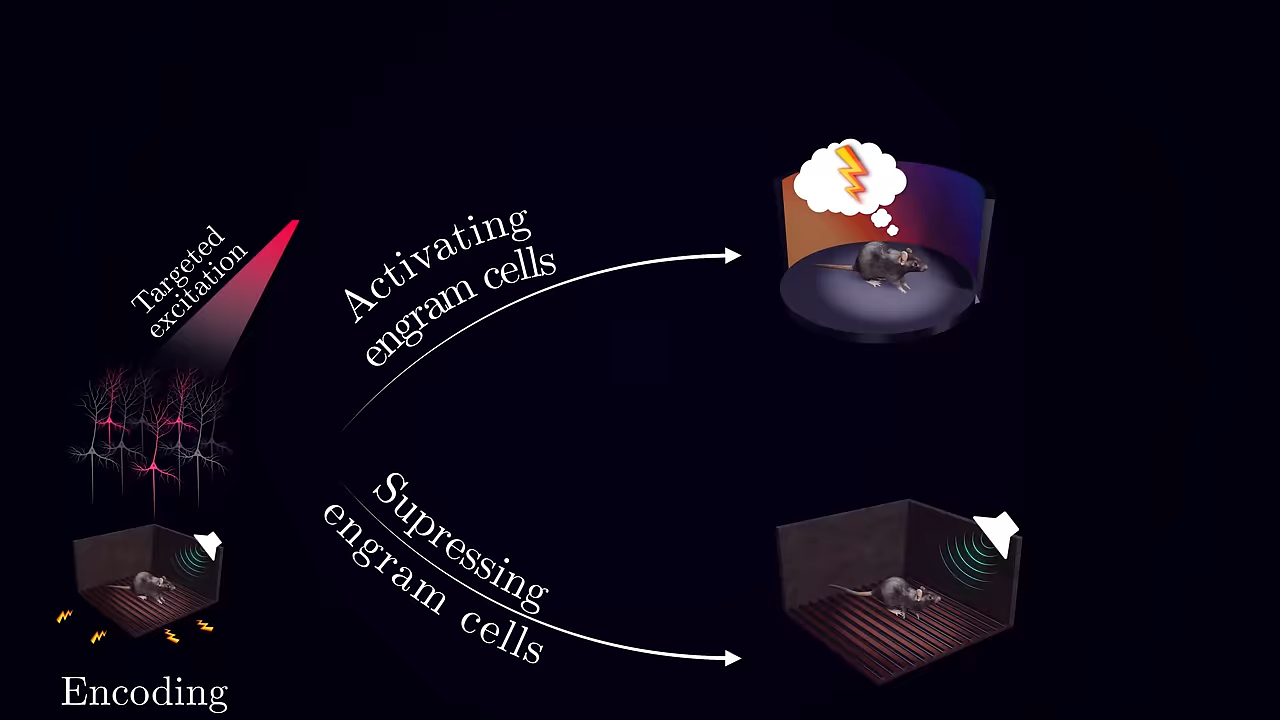 Targeted
excitation
Activating
engram cells
Supressing
engram cells
Encoding